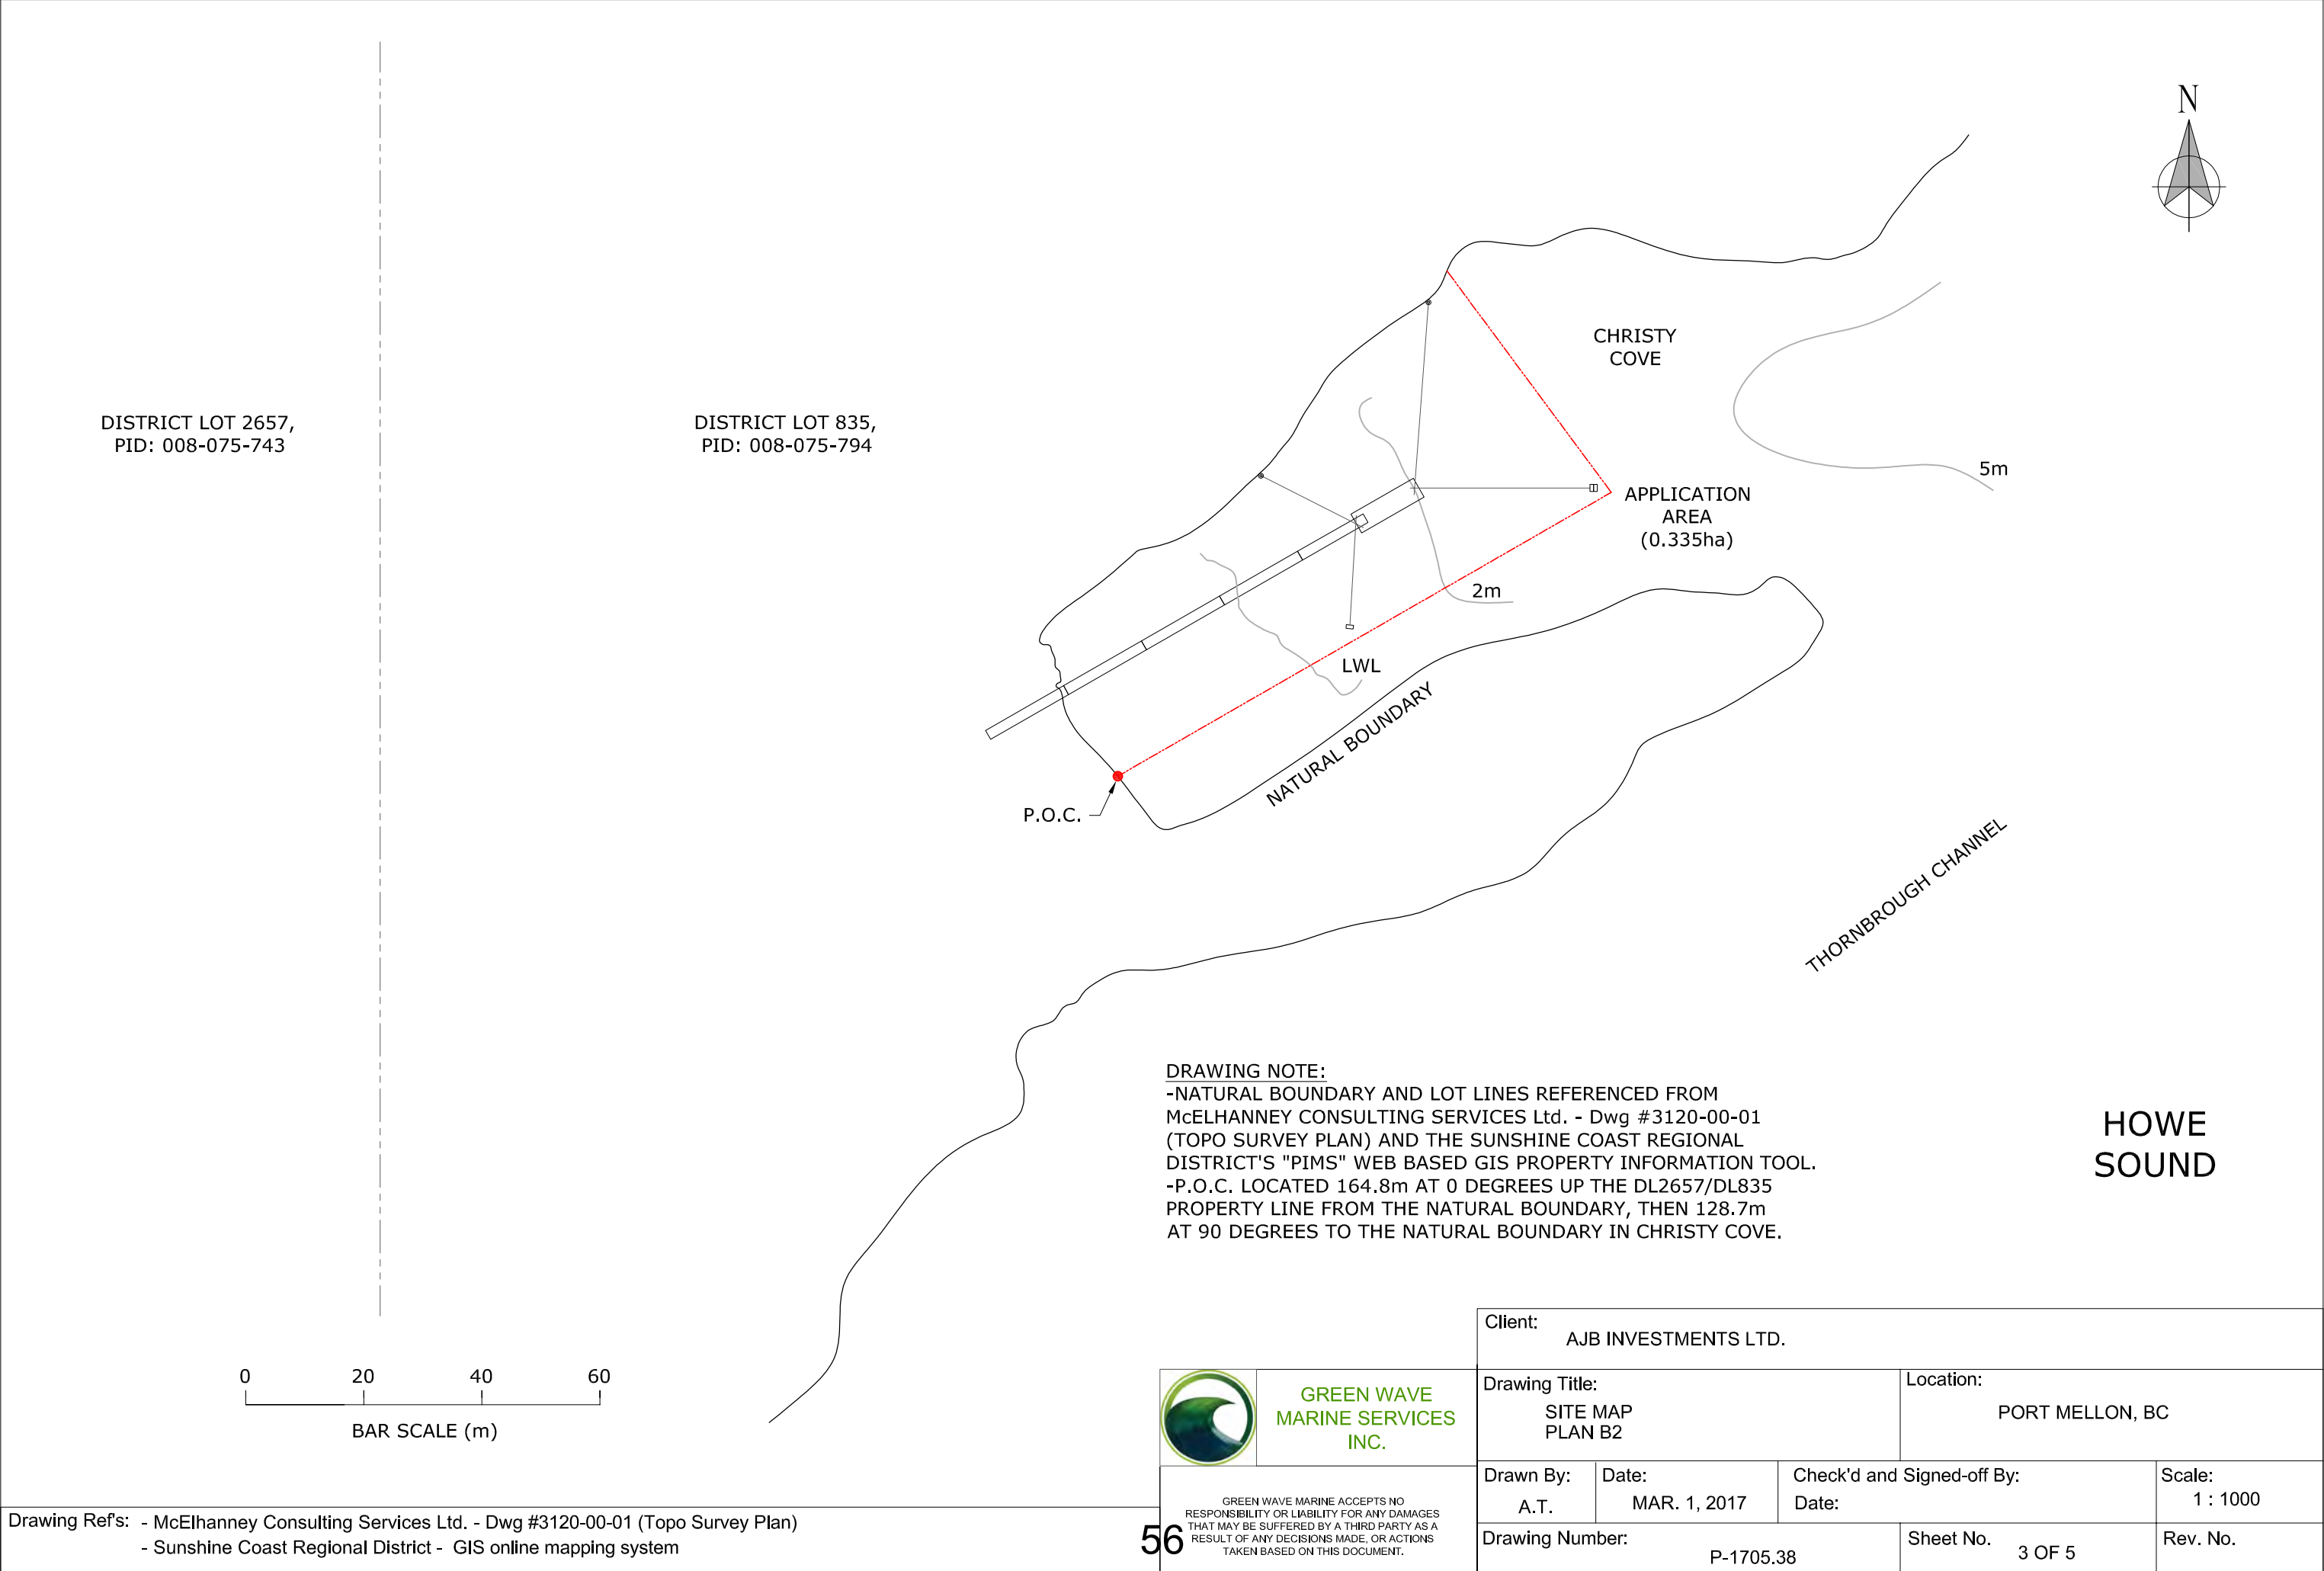 N
CHRISTY
COVE
DISTRICT LOT 2657,
PID: 008-075-743
DISTRICT LOT 835,
PID: 008-075-794
5m
APPLICATION
AREA
(0.335ha)
2m
LWL
NATURAL BOUNDARY
P.O.C.
THORNBROUGH CHANNEL
DRAWING NOTE:
-NATURAL BOUNDARY AND LOT LINES REFERENCED FROM
McELHANNEY CONSULTING SERVICES Ltd. - Dwg #3120-00-01
(TOPO SURVEY PLAN) AND THE SUNSHINE COAST REGIONAL
DISTRICT'S "PIMS" WEB BASED GIS PROPERTY INFORMATION TOOL.
-P.O.C. LOCATED 164.8m AT 0 DEGREES UP THE DL2657/DL835
PROPERTY LINE FROM THE NATURAL BOUNDARY, THEN 128.7m
AT 90 DEGREES TO THE NATURAL BOUNDARY IN CHRISTY COVE.
HOWE
SOUND
0 20 40 60
BAR SCALE (m)
Client:
AJB INVESTMENTS LTD.
GREEN WAVE
MARINE SERVICES
INC.
Drawing Title:
SITE MAP
PLAN B2
Location:
PORT MELLON, BC
Drawn By:
A.T.
Date:
MAR. 1, 2017
Check'd and Signed-off By:
Date:
Scale:
1 : 1000
GREEN WAVE MARINE ACCEPTS NO
RESPONSIBILITY OR LIABILITY FOR ANY DAMAGES
THAT MAY BE SUFFERED BY A THIRD PARTY AS A
RESULT OF ANY DECISIONS MADE, OR ACTIONS
TAKEN BASED ON THIS DOCUMENT.
56
Drawing Number:
P-1705.38
Sheet No.
3 OF 5
Rev. No.
Drawing Ref's: - McElhanney Consulting Services Ltd. - Dwg #3120-00-01 (Topo Survey Plan)
- Sunshine Coast Regional District - GIS online mapping system